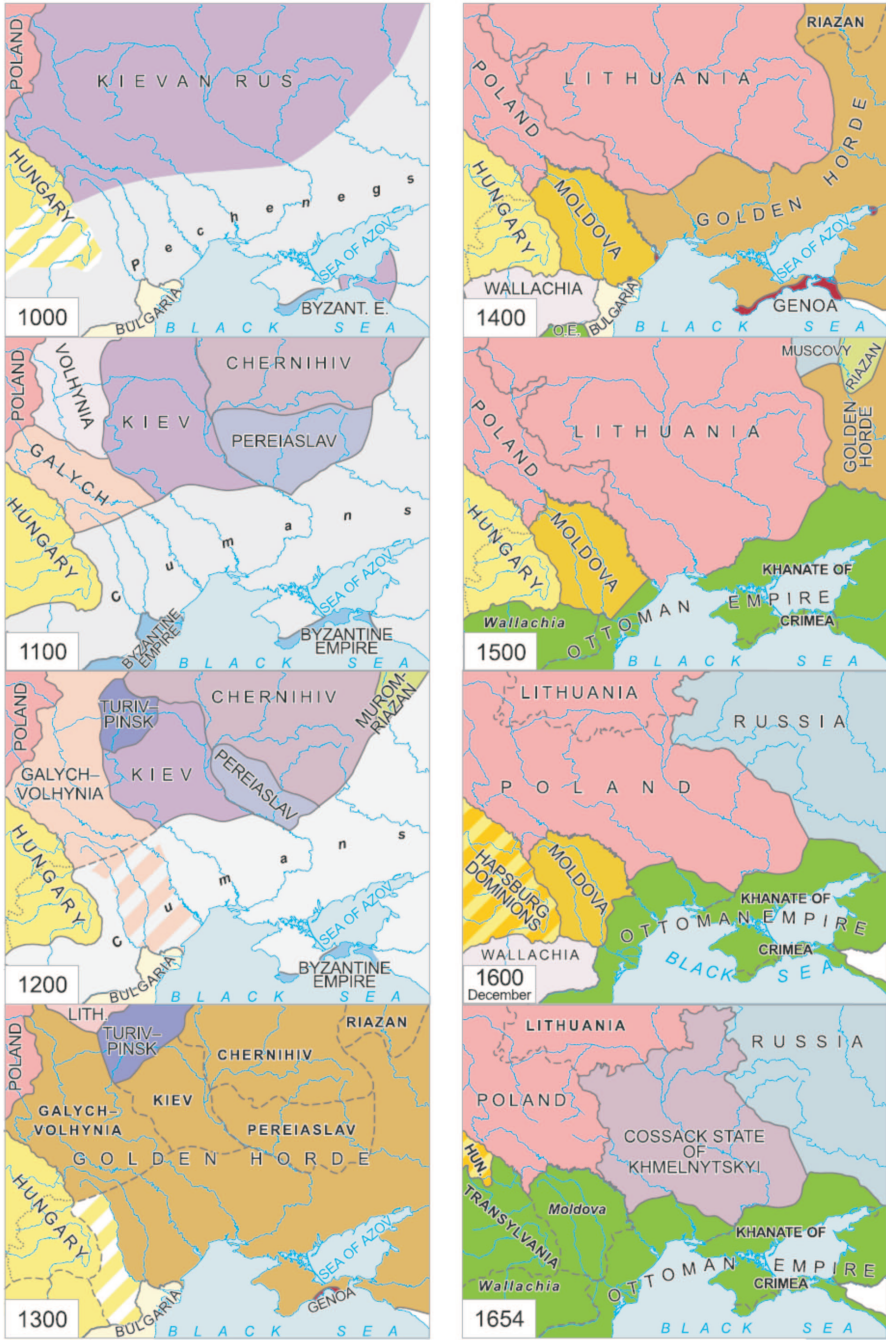 POLAND
KIEVAN RUS
HUNGARY
Pechenegs
SEA OF AZOV
BULGARIA
BYZANT. E.
1000
BLACK SEA
POLAND
VOLHYNIA
CHERNIHIV
KIEV
PEREIASLAV
GALYCH
HUNGARY
Cumans
SEA OF AZOV
BYZANTINE
EMPIRE
BYZANTINE
EMPIRE
1100
BLACK SEA
POLAND
TURIV–
PINSK
CHERNIHIV
MUROM-
RIAZAN
GALYCH–
VOLHYNIA
KIEV
PEREIASLAV
HUNGARY
Cumans
SEA OF AZOV
BULGARIA
BYZANTINE
EMPIRE
1200
BLACK SEA
LITH.
TURIV–
PINSK
RIAZAN
POLAND
CHERNIHIV
GALYCH–
VOLHYNIA
KIEV
PEREIASLAV
GOLDEN HORDE
HUNGARY
SEA OF AZOV
GENOA
BULGARIA
1300
BLACK SEA
RIAZAN
LITHUANIA
POLAND
HUNGARY
MOLDOVA
GOLDEN HORDE
SEA OF AZOV
WALLACHIA
BULGARIA
O.E.
GENOA
1400
BLACK SEA
MUSCOVY
RIAZAN
POLAND
LITHUANIA
GOLDEN
HORDE
HUNGARY
MOLDOVA
KHANATE OF
CRIMEA
Wallachia
OTTOMAN EMPIRE
1500
BLACK SEA
LITHUANIA
RUSSIA
POLAND
HAPSBURG
DOMINIONS
MOLDOVA
KHANATE OF
CRIMEA
OTTOMAN EMPIRE
WALLACHIA
1600
December
BLACK SEA
LITHUANIA
RUSSIA
POLAND
COSSACK STATE
OF
KHMELNYTSKYI
HUN.
TRANSYLVANIA
Moldova
KHANATE OF
CRIMEA
Wallachia
OTTOMAN EMPIRE
1654
BLACK SEA